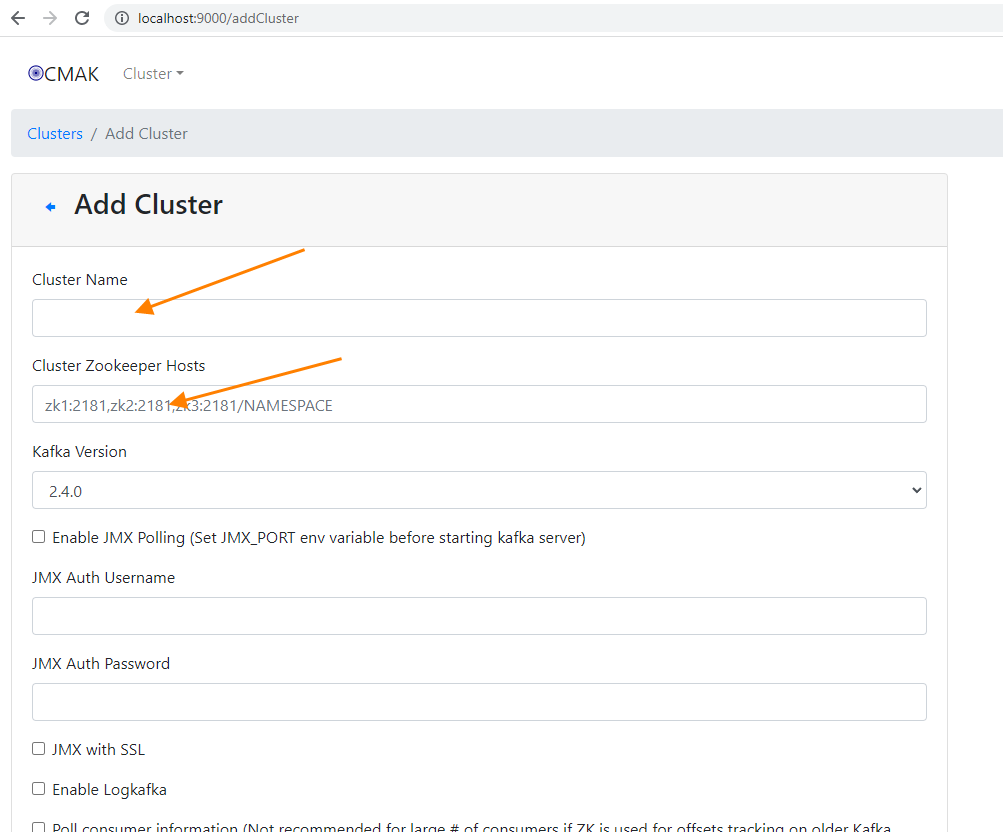 localhost:9000/addCluster
CMAK Cluster
Clusters / Add Cluster
Add Cluster
Cluster Name
Cluster Zookeeper Hosts
zk1:2181,zk2:2181,zk3:2181/NAMESPACE
Kafka Version
2.4.0
Enable JMX Polling (Set JMX_PORT env variable before starting kafka server)
JMX Auth Username
JMX Auth Password
JMX with SSL
Enable Logkafka
Poll consumer information (Not recommended for large # of consumers if ZK is used for offsets tracking on older Kafka